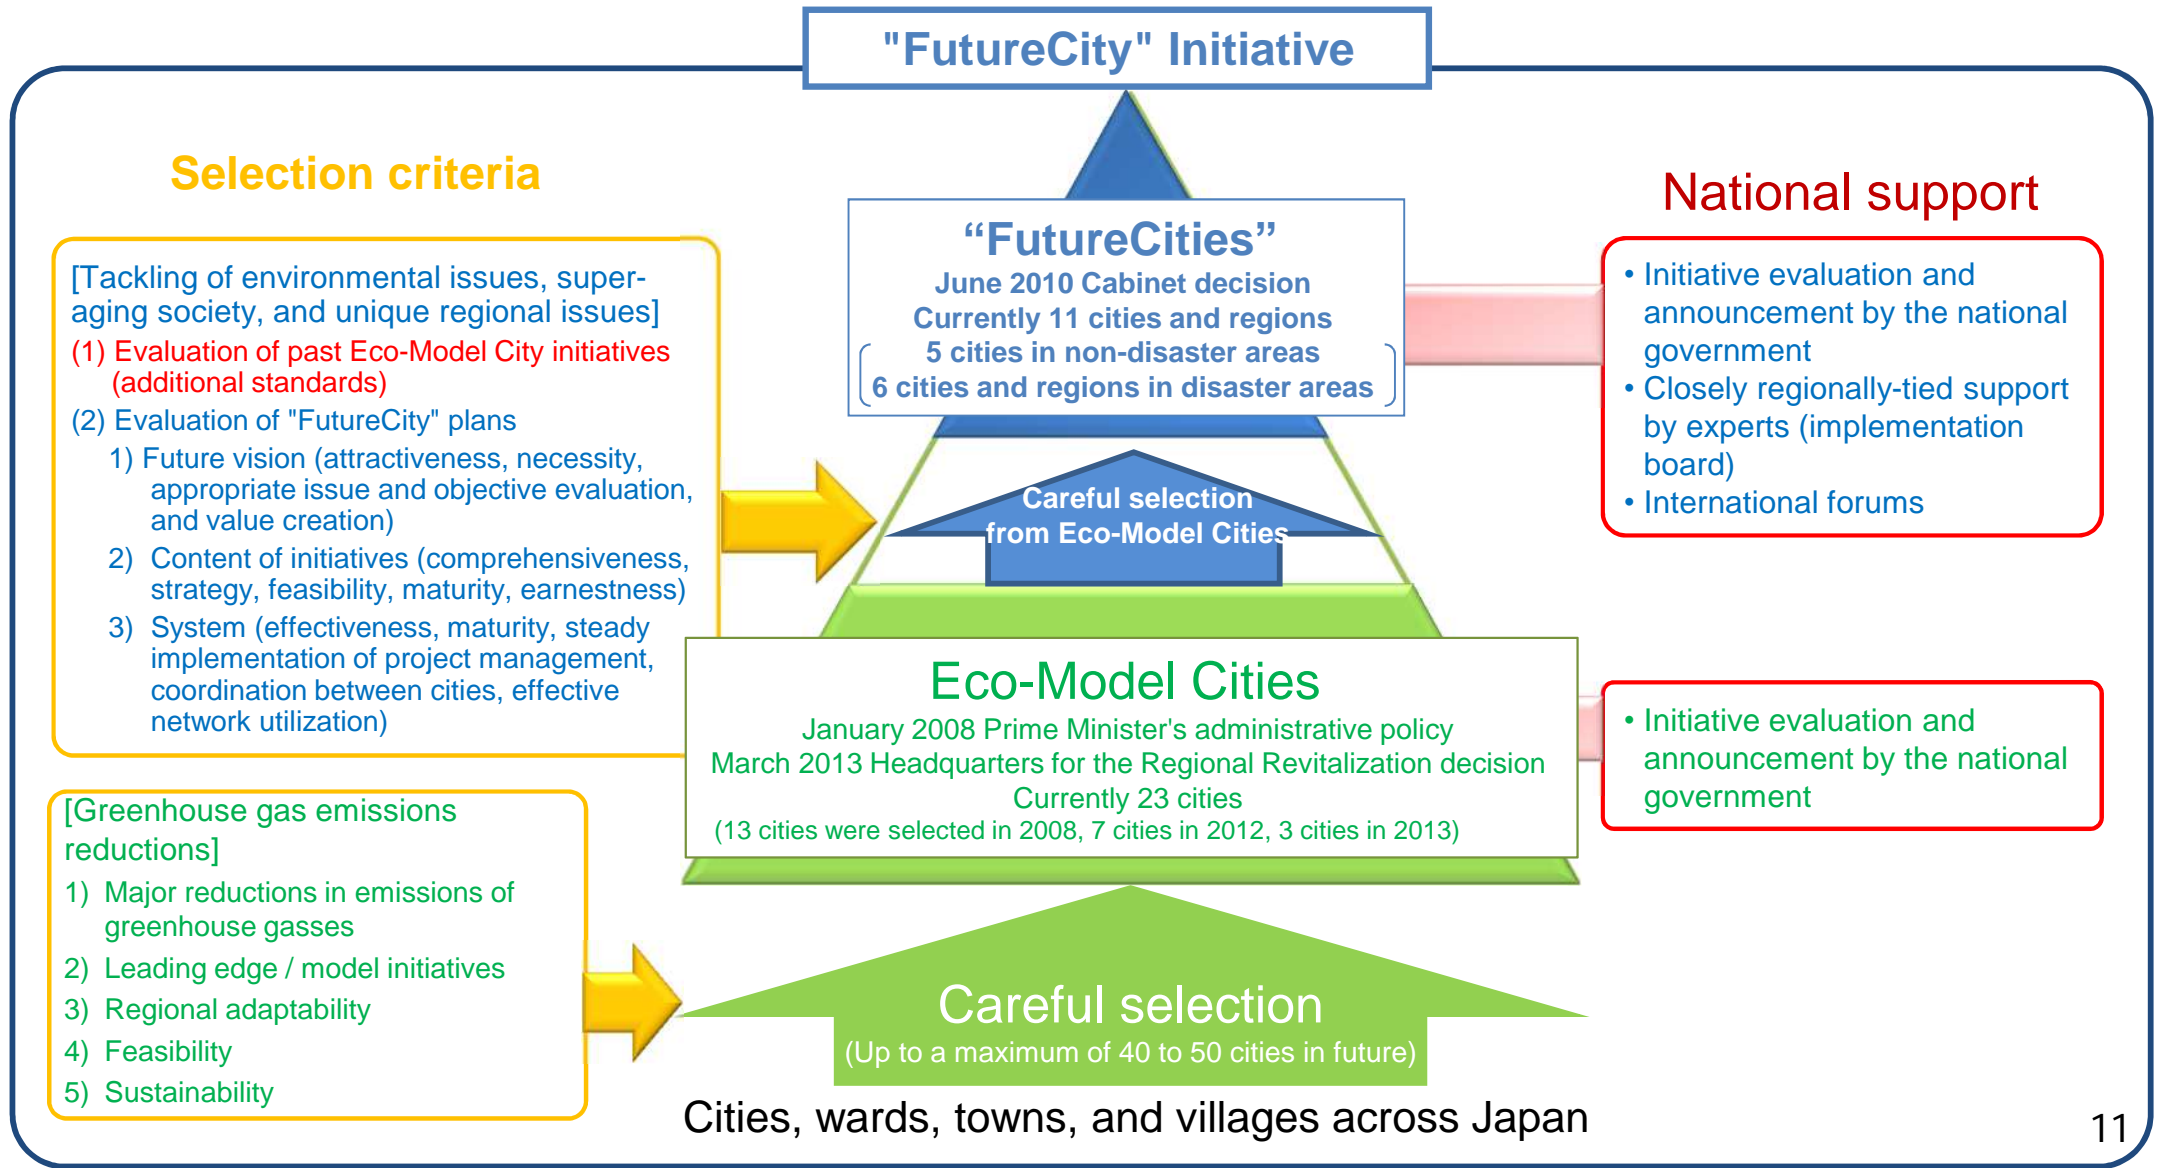 "FutureCity" Initiative
Selection criteria
[Tackling of environmental issues, super-
aging society, and unique regional issues]
(1) Evaluation of past Eco-Model City initiatives
(additional standards)
(2) Evaluation of "FutureCity" plans
1) Future vision (attractiveness, necessity,
appropriate issue and objective evaluation,
and value creation)
2) Content of initiatives (comprehensiveness,
strategy, feasibility, maturity, earnestness)
3) System (effectiveness, maturity, steady
implementation of project management,
coordination between cities, effective
network utilization)
[Greenhouse gas emissions
reductions]
1) Major reductions in emissions of
greenhouse gasses
2) Leading edge / model initiatives
3) Regional adaptability
4) Feasibility
5) Sustainability
“FutureCities”
June 2010 Cabinet decision
Currently 11 cities and regions
5 cities in non-disaster areas
6 cities and regions in disaster areas
Careful selection
from Eco-Model Cities
Eco-Model Cities
January 2008 Prime Minister's administrative policy
March 2013 Headquarters for the Regional Revitalization decision
Currently 23 cities
(13 cities were selected in 2008, 7 cities in 2012, 3 cities in 2013)
Careful selection
(Up to a maximum of 40 to 50 cities in future)
Cities, wards, towns, and villages across Japan
National support
• Initiative evaluation and
announcement by the national
government
• Closely regionally-tied support
by experts (implementation
board)
• International forums
• Initiative evaluation and
announcement by the national
government
11